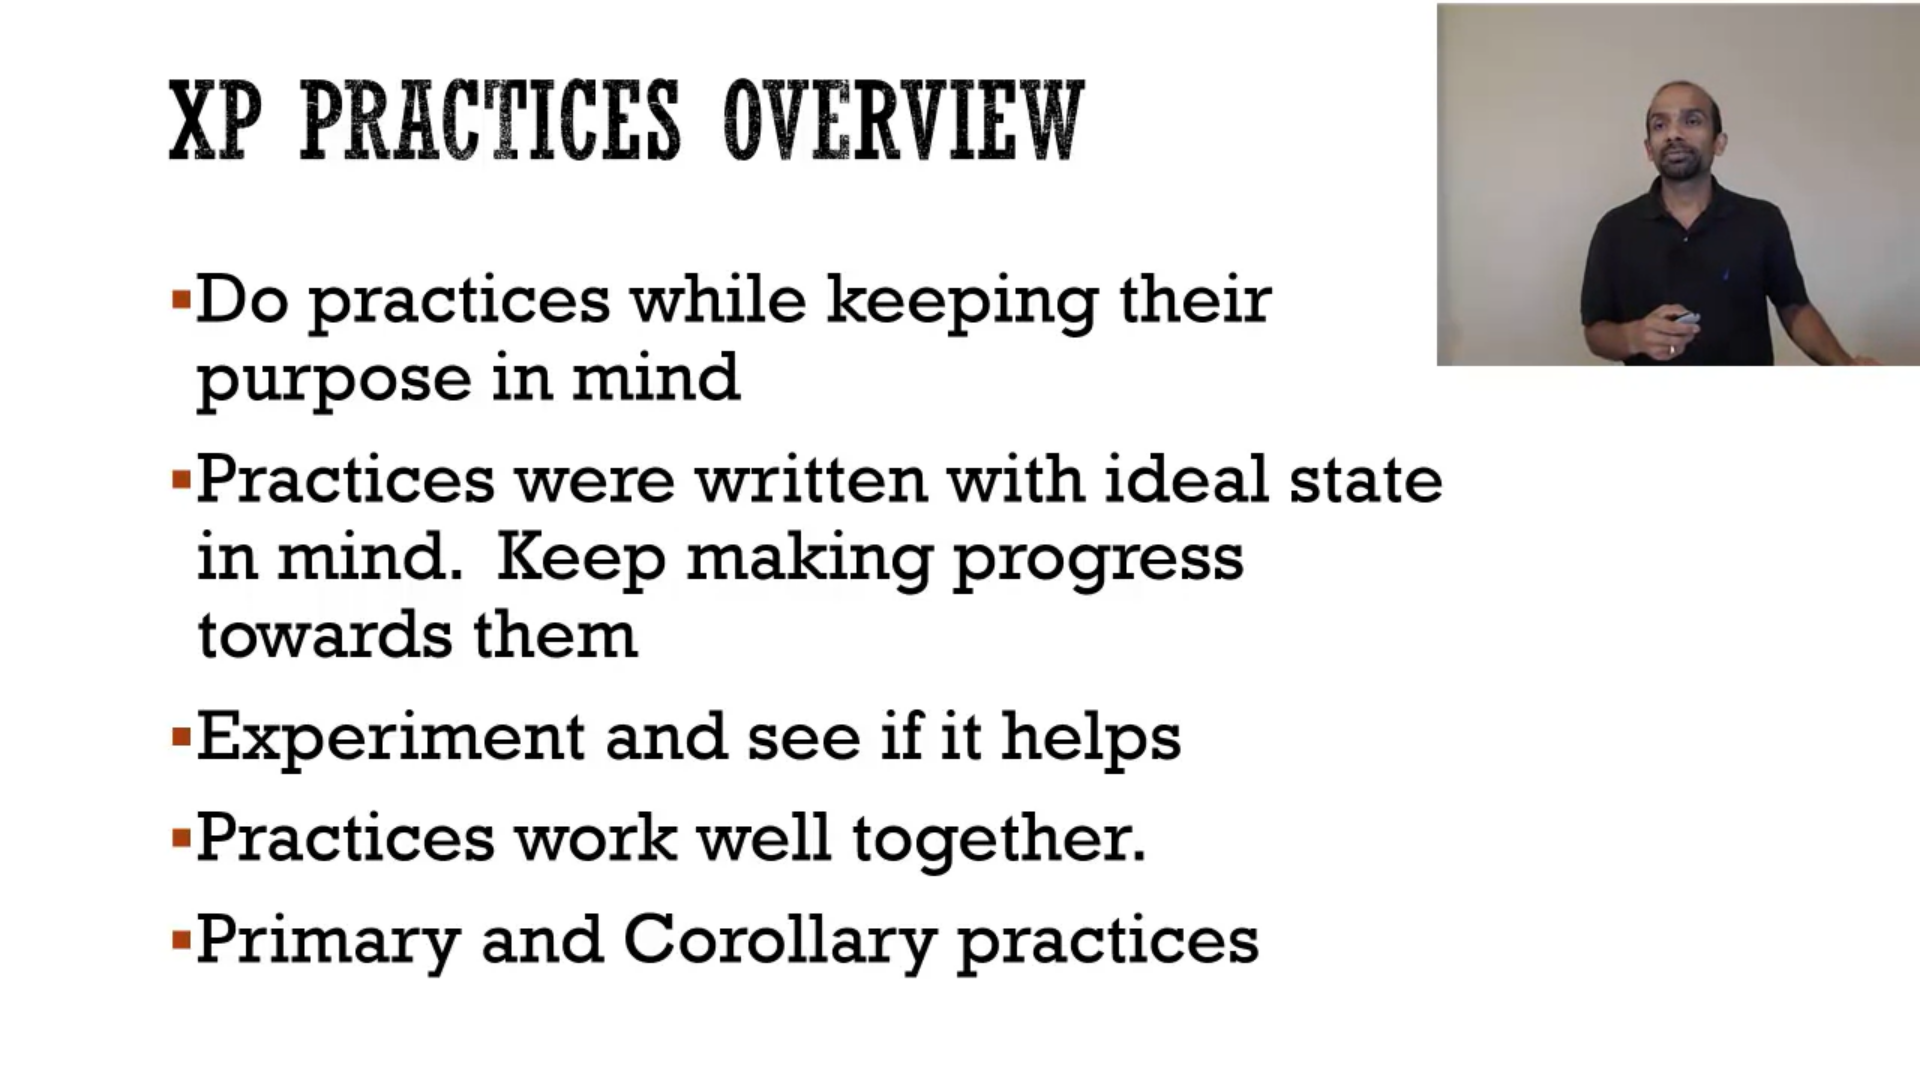 XP PRACTICES OVERVIEW
▪Do practices while keeping their
purpose in mind
▪Practices were written with ideal state
in mind.  Keep making progress
towards them
▪Experiment and see if it helps
▪Practices work well together.
▪Primary and Corollary practices